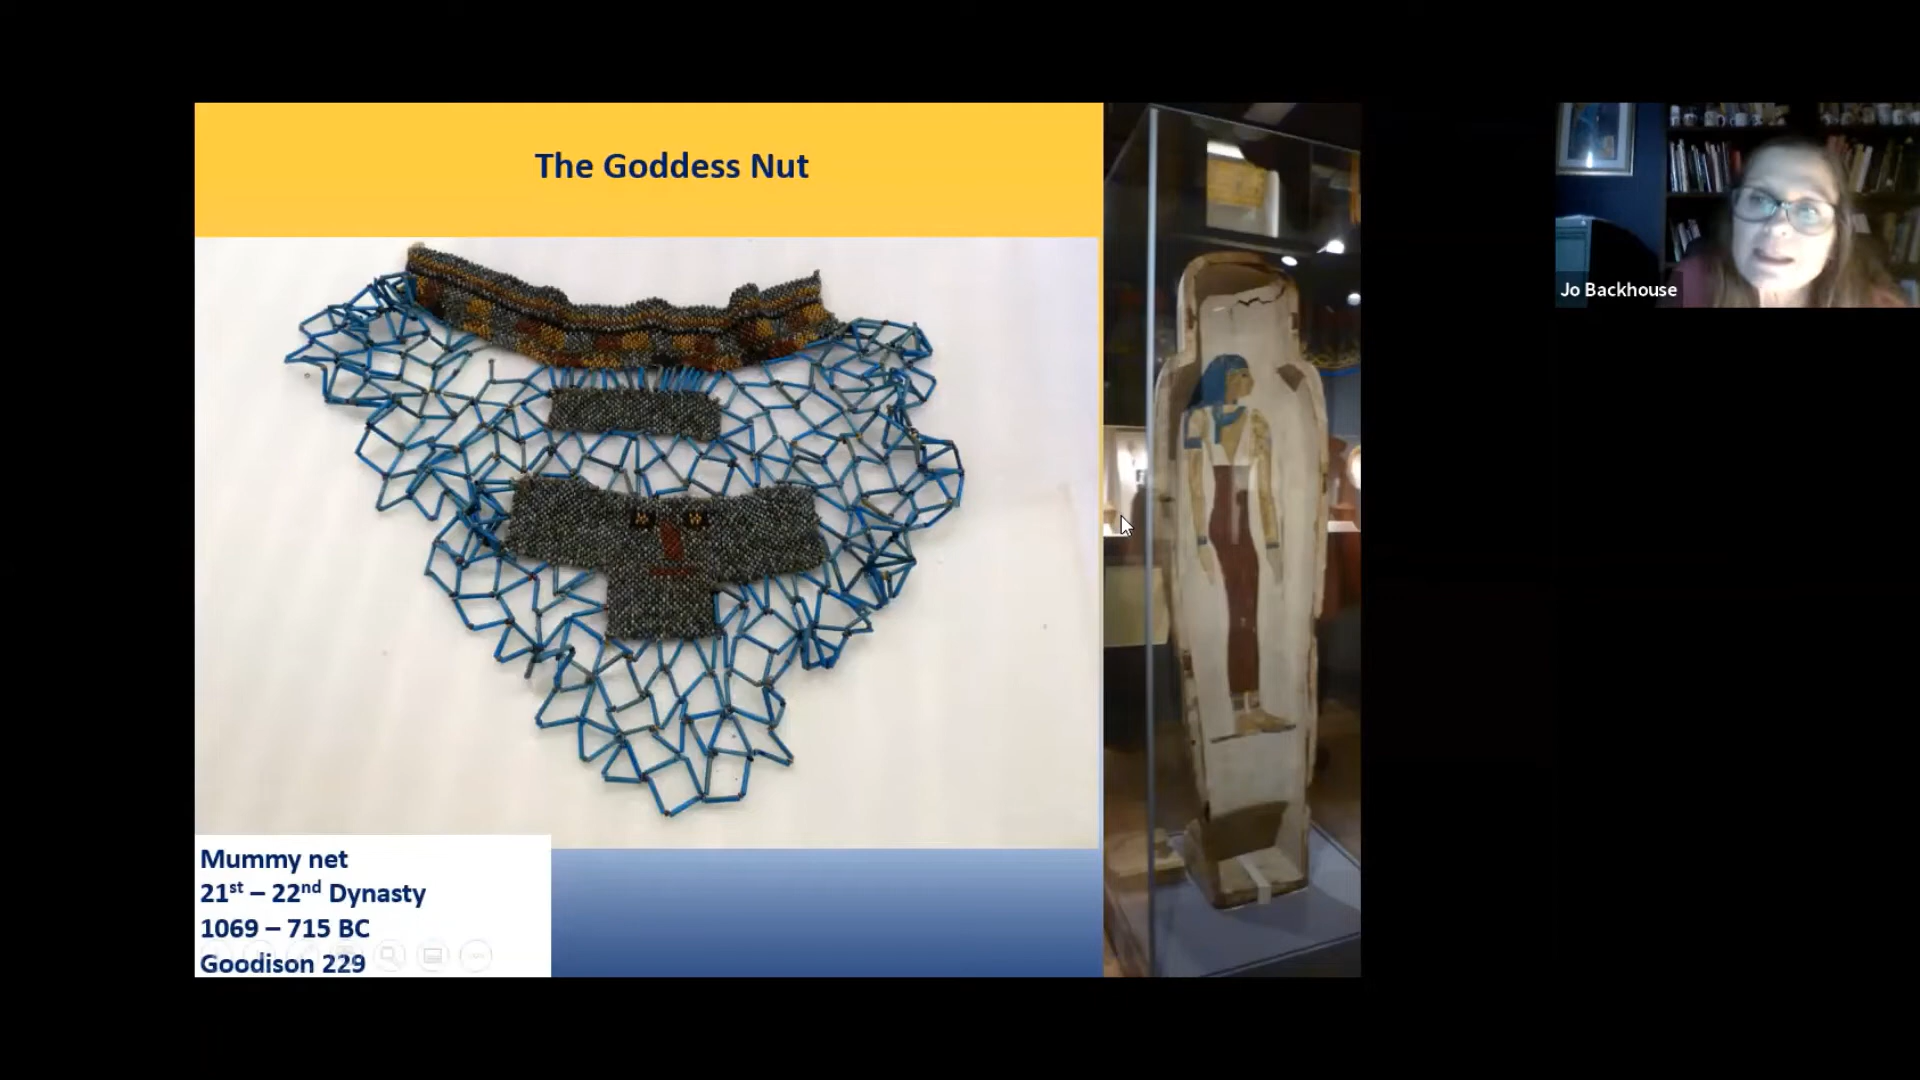 The Goddess Nut
Jo Backhouse
Mummy net
21st – 22nd Dynasty
1069 – 715 BC
Goodison 229